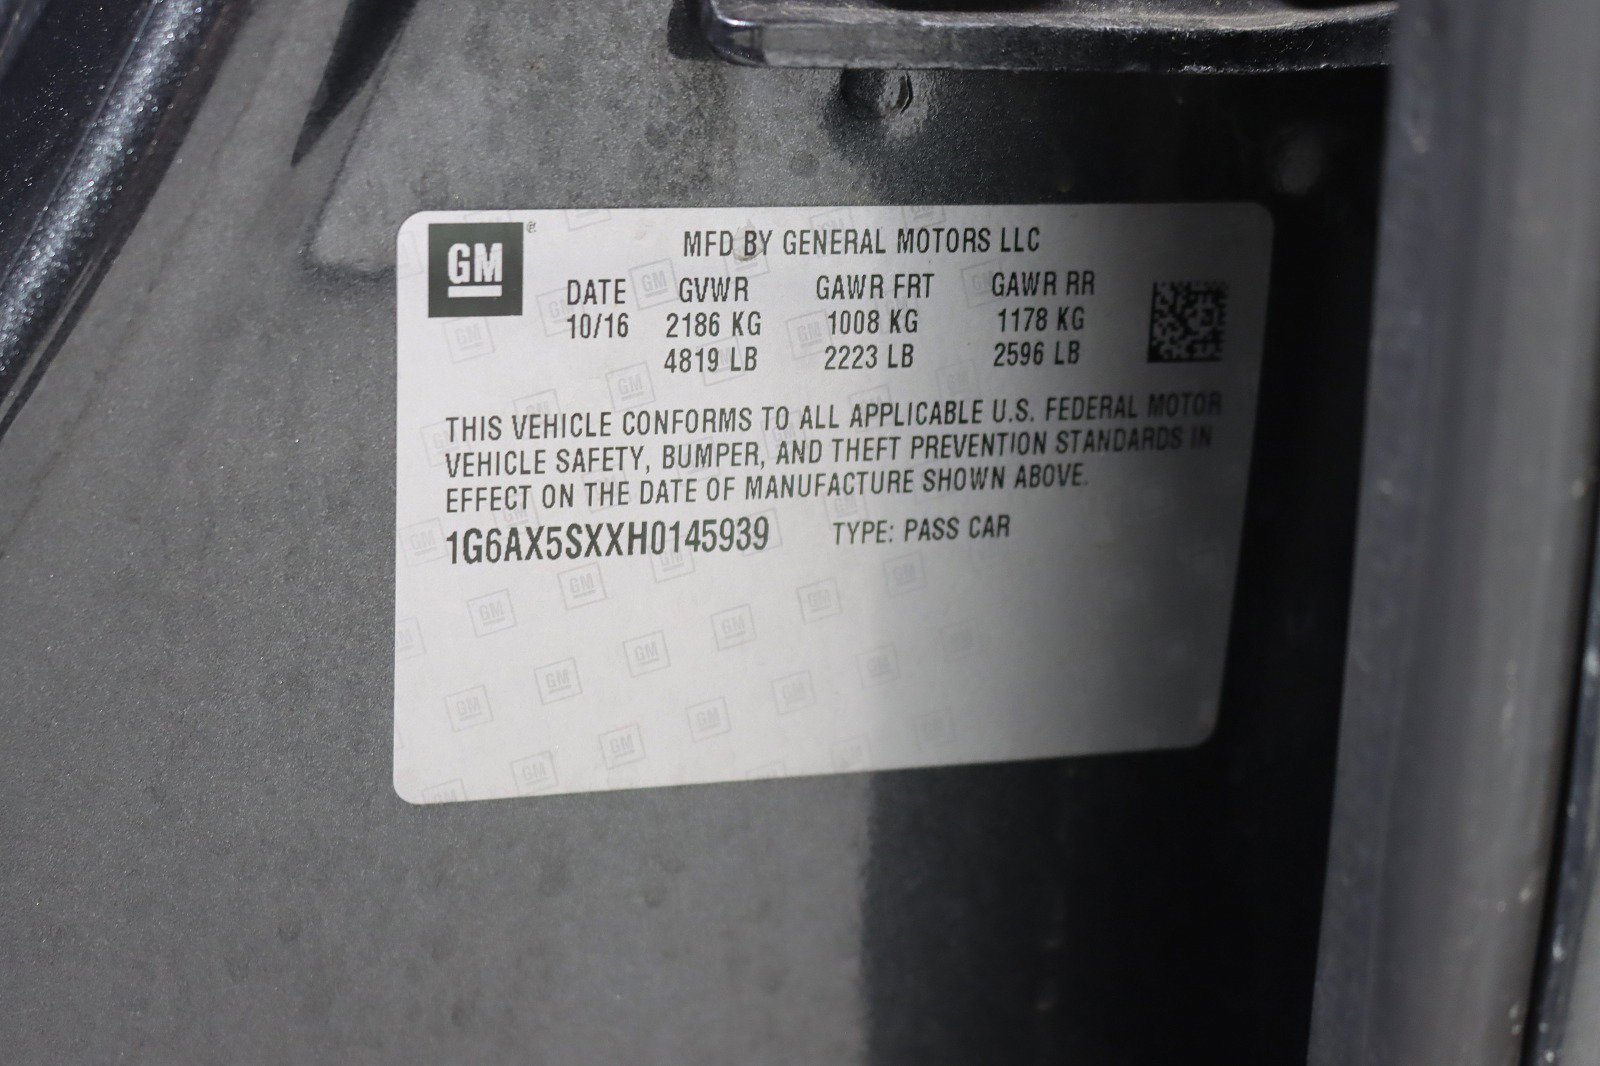 GM
MFD BY GENERAL MOTORS LLC
DATE GVWR GAWR FRT GAWR RR
10/16 2186 KG 1008 KG 1178 KG
4819 LB 2223 LB 2596 LB
THIS VEHICLE CONFORMS TO ALL APPLICABLE U.S. FEDERAL MOTOR
VEHICLE SAFETY, BUMPER, AND THEFT PREVENTION STANDARDS IN
EFFECT ON THE DATE OF MANUFACTURE SHOWN ABOVE.
1G6AX5SXXH0145939 TYPE: PASS CAR